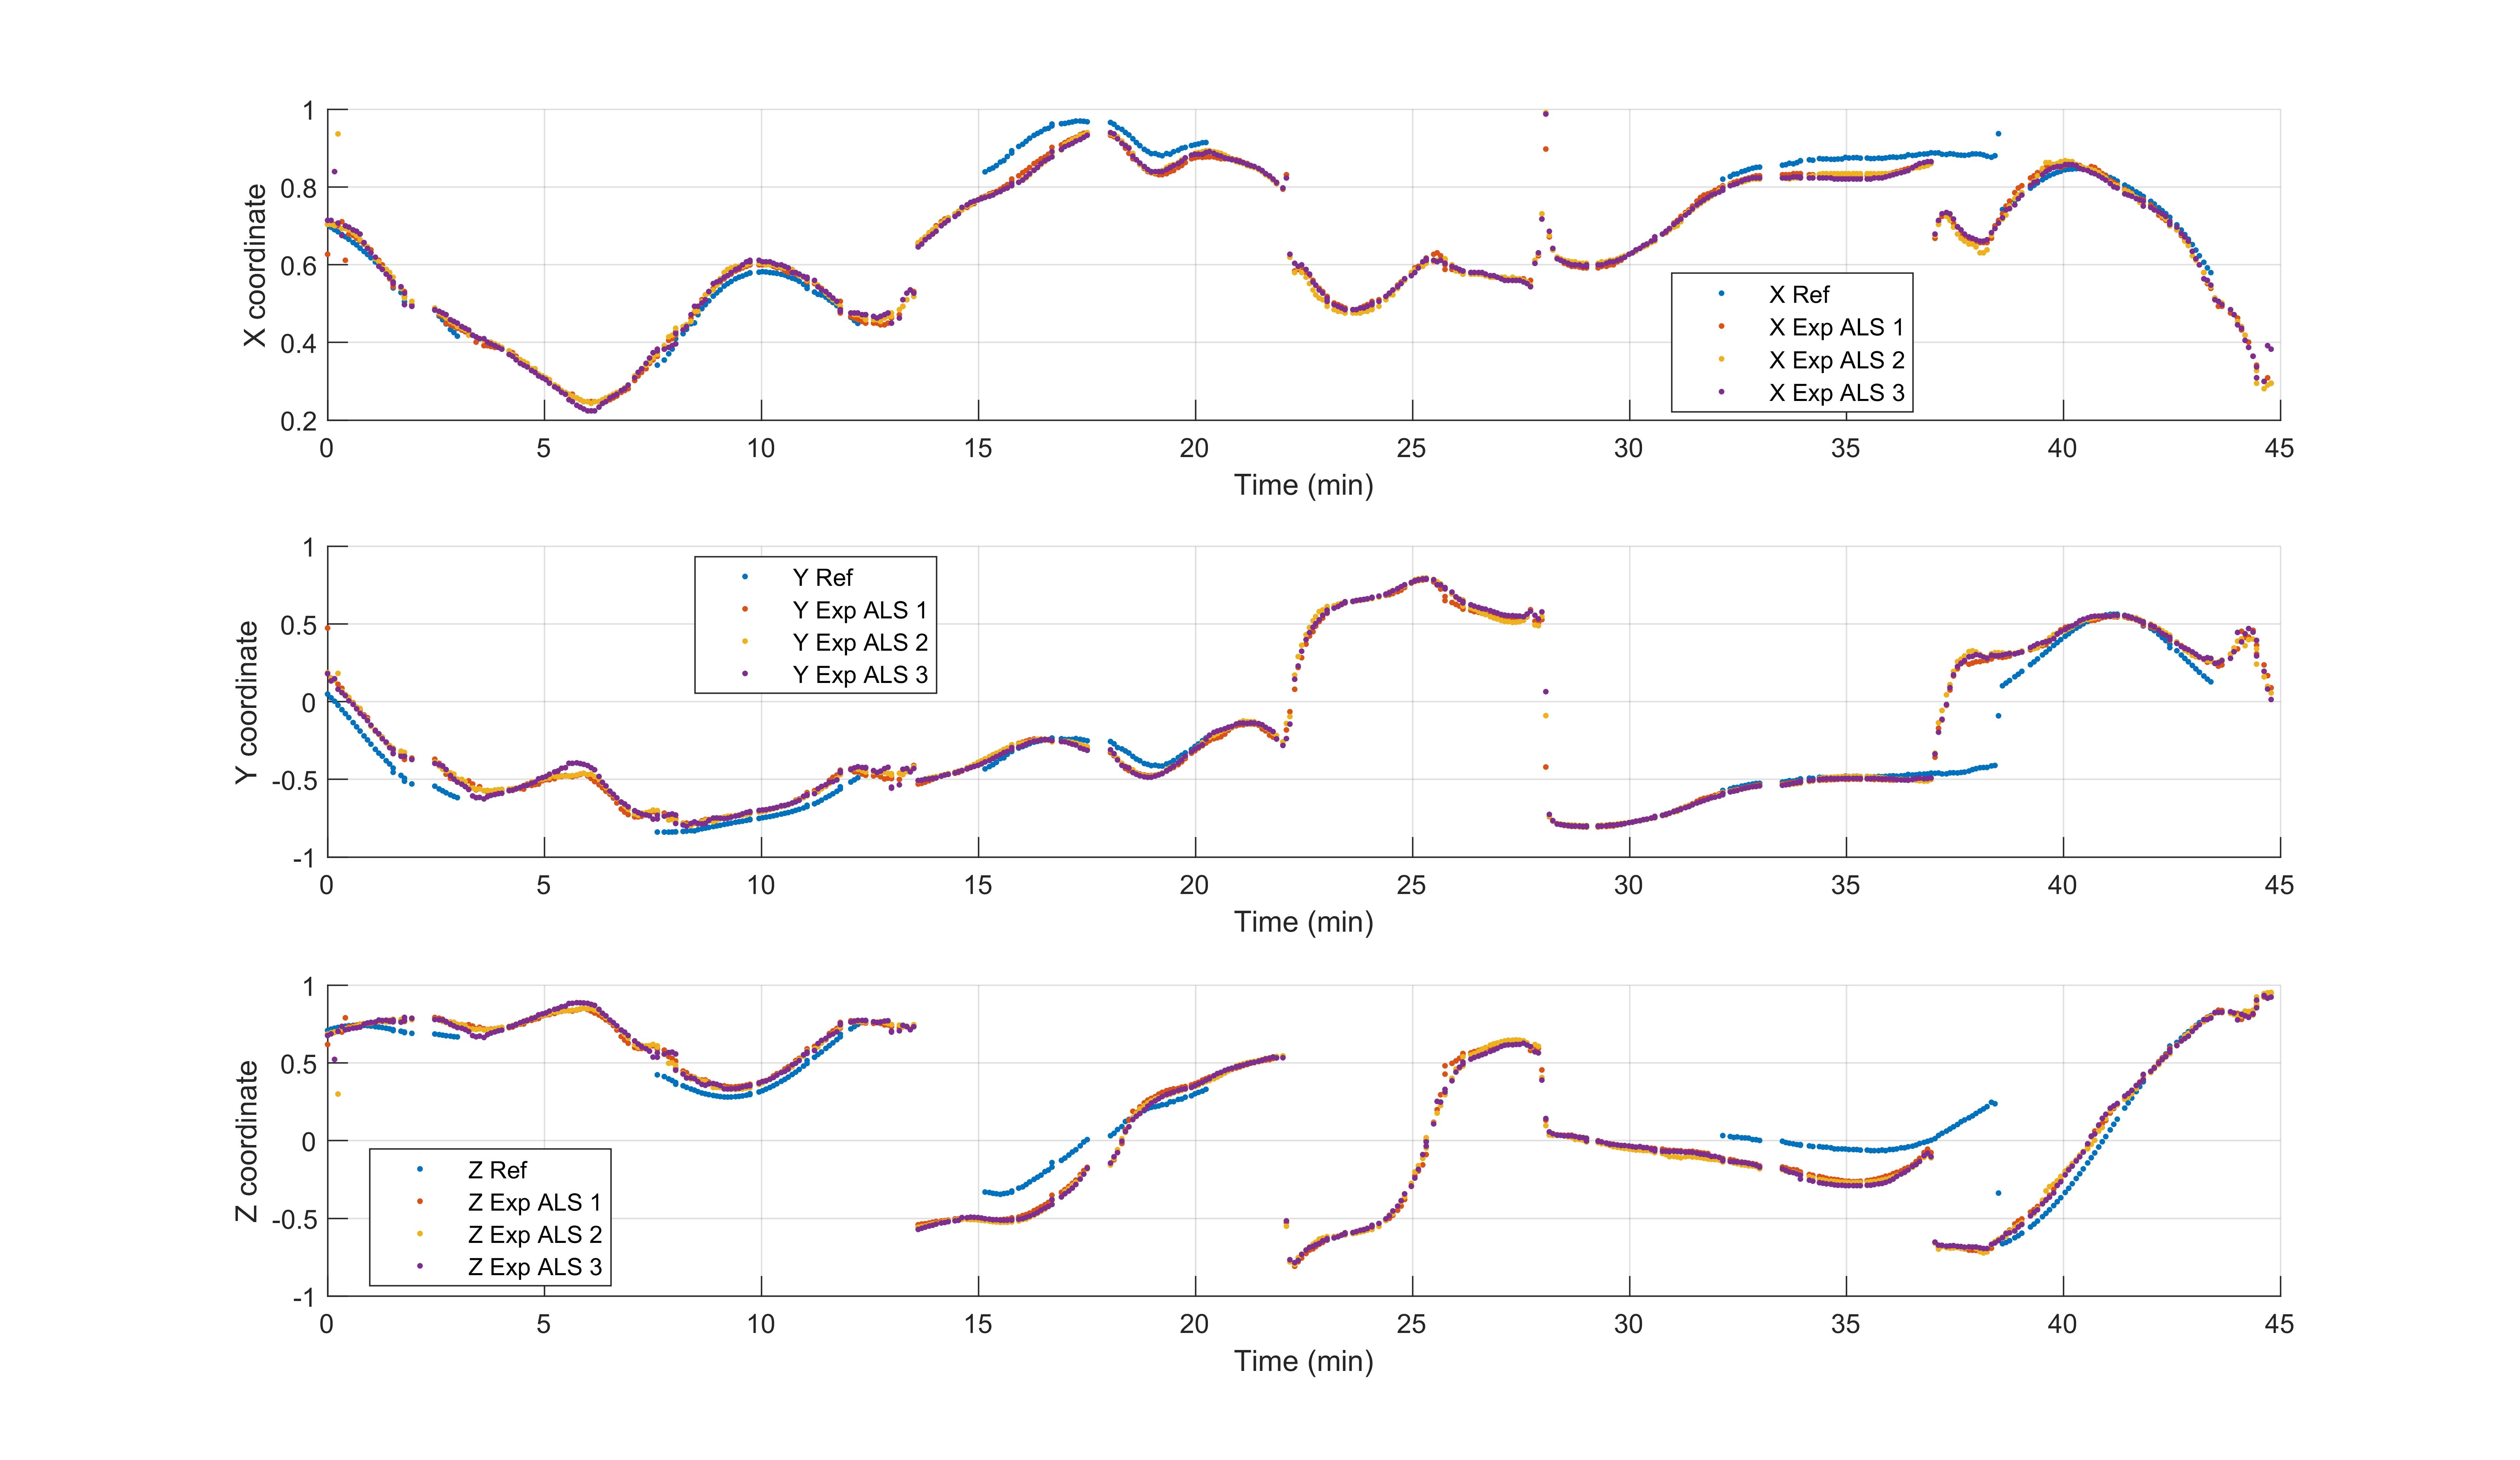 1
0.8
0.6
0.4
0.2
X coordinate
X Ref
X Exp ALS 1
X Exp ALS 2
X Exp ALS 3
0 5 10 15 20 25 30 35 40 45
Time (min)
1
0.5
0
-0.5
-1
Y coordinate
Y Ref
Y Exp ALS 1
Y Exp ALS 2
Y Exp ALS 3
0 5 10 15 20 25 30 35 40 45
Time (min)
1
0.5
0
-0.5
-1
Z coordinate
Z Ref
Z Exp ALS 1
Z Exp ALS 2
Z Exp ALS 3
0 5 10 15 20 25 30 35 40 45
Time (min)